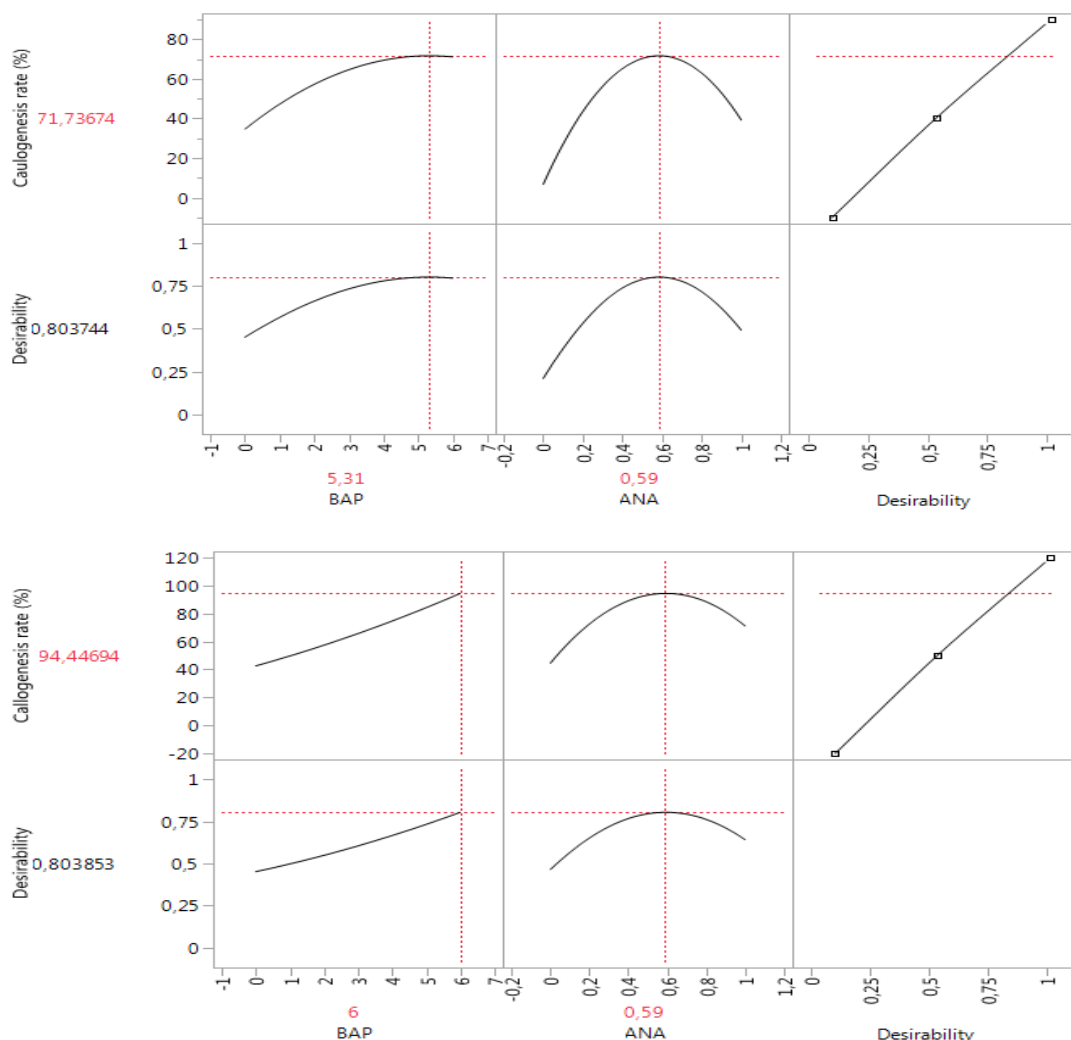 Caulogenesis rate (%)
71,73674
80
60
40
20
0
Desirability
0,803744
1
0,75
0,5
0,25
0
-1 0 1 2 3 4 5 6 7
5,31
BAP
-0,2 0 0,2 0,4 0,6 0,8 1 1,2
0,59
ANA
0 0,25 0,5 0,75 1
Desirability
Callogenesis rate (%)
94,44694
120
100
80
60
40
20
0
-20
Desirability
0,803853
1
0,75
0,5
0,25
0
-1 0 1 2 3 4 5 6 7
6
BAP
-0,2 0 0,2 0,4 0,6 0,8 1 1,2
0,59
ANA
0 0,25 0,5 0,75 1
Desirability